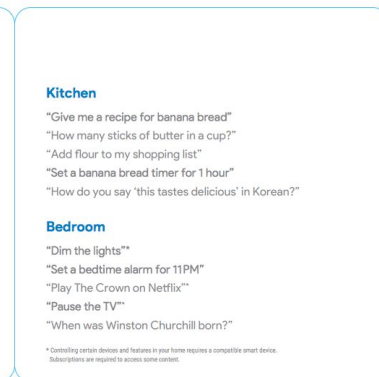 Kitchen
“Give me a recipe for banana bread”
“How many sticks of butter in a cup?”
“Add flour to my shopping list”
“Set a banana bread timer for 1 hour”
“How do you say ‘this tastes delicious’ in Korean?”
Bedroom
“Dim the lights”*
“Set a bedtime alarm for 11PM”
“Play The Crown on Netflix”*
“Pause the TV”*
“When was Winston Churchill born?”
* Controlling certain devices and features in your home requires a compatible smart device.
Subscriptions are required to access some content.